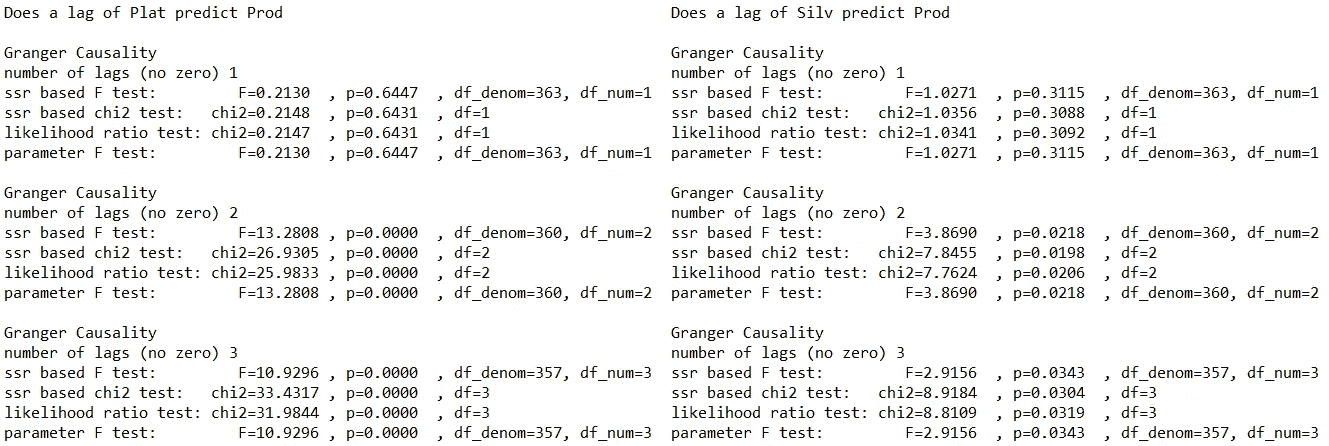 Does a lag of Plat predict Prod
Granger Causality
number of lags (no zero) 1
ssr based F test:         F=0.2130  , p=0.6447  , df_denom=363, df_num=1
ssr based chi2 test:   chi2=0.2148  , p=0.6431  , df=1
likelihood ratio test: chi2=0.2147  , p=0.6431  , df=1
parameter F test:         F=0.2130  , p=0.6447  , df_denom=363, df_num=1
Granger Causality
number of lags (no zero) 2
ssr based F test:         F=13.2808 , p=0.0000  , df_denom=360, df_num=2
ssr based chi2 test:   chi2=26.9305 , p=0.0000  , df=2
likelihood ratio test: chi2=25.9833 , p=0.0000  , df=2
parameter F test:         F=13.2808 , p=0.0000  , df_denom=360, df_num=2
Granger Causality
number of lags (no zero) 3
ssr based F test:         F=10.9296 , p=0.0000  , df_denom=357, df_num=3
ssr based chi2 test:   chi2=33.4317 , p=0.0000  , df=3
likelihood ratio test: chi2=31.9844 , p=0.0000  , df=3
parameter F test:         F=10.9296 , p=0.0000  , df_denom=357, df_num=3
Does a lag of Silv predict Prod
Granger Causality
number of lags (no zero) 1
ssr based F test:         F=1.0271  , p=0.3115  , df_denom=363, df_num=1
ssr based chi2 test:   chi2=1.0356  , p=0.3088  , df=1
likelihood ratio test: chi2=1.0341  , p=0.3092  , df=1
parameter F test:         F=1.0271  , p=0.3115  , df_denom=363, df_num=1
Granger Causality
number of lags (no zero) 2
ssr based F test:         F=3.8690  , p=0.0218  , df_denom=360, df_num=2
ssr based chi2 test:   chi2=7.8455  , p=0.0198  , df=2
likelihood ratio test: chi2=7.7624  , p=0.0206  , df=2
parameter F test:         F=3.8690  , p=0.0218  , df_denom=360, df_num=2
Granger Causality
number of lags (no zero) 3
ssr based F test:         F=2.9156  , p=0.0343  , df_denom=357, df_num=3
ssr based chi2 test:   chi2=8.9184  , p=0.0304  , df=3
likelihood ratio test: chi2=8.8109  , p=0.0319  , df=3
parameter F test:         F=2.9156  , p=0.0343  , df_denom=357, df_num=3